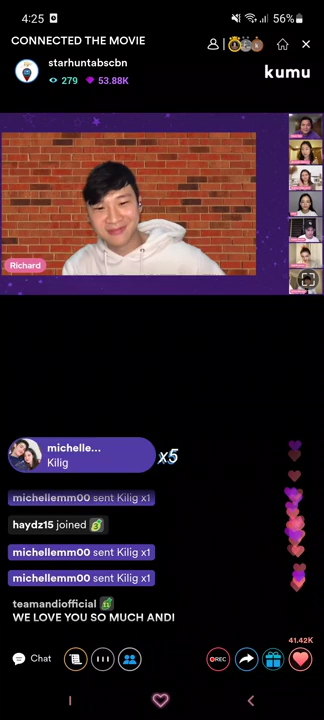 4:25
56%
CONNECTED THE MOVIE
starhuntabscbn
279 53.88K
kumu
Richard
michelle...
Kilig
x5
michellemm00 sent Kilig x1
haydz15 joined
michellemm00 sent Kilig x1
michellemm00 sent Kilig x1
teamandiofficial 11
WE LOVE YOU SO MUCH ANDI!
41.42K
Chat
REC